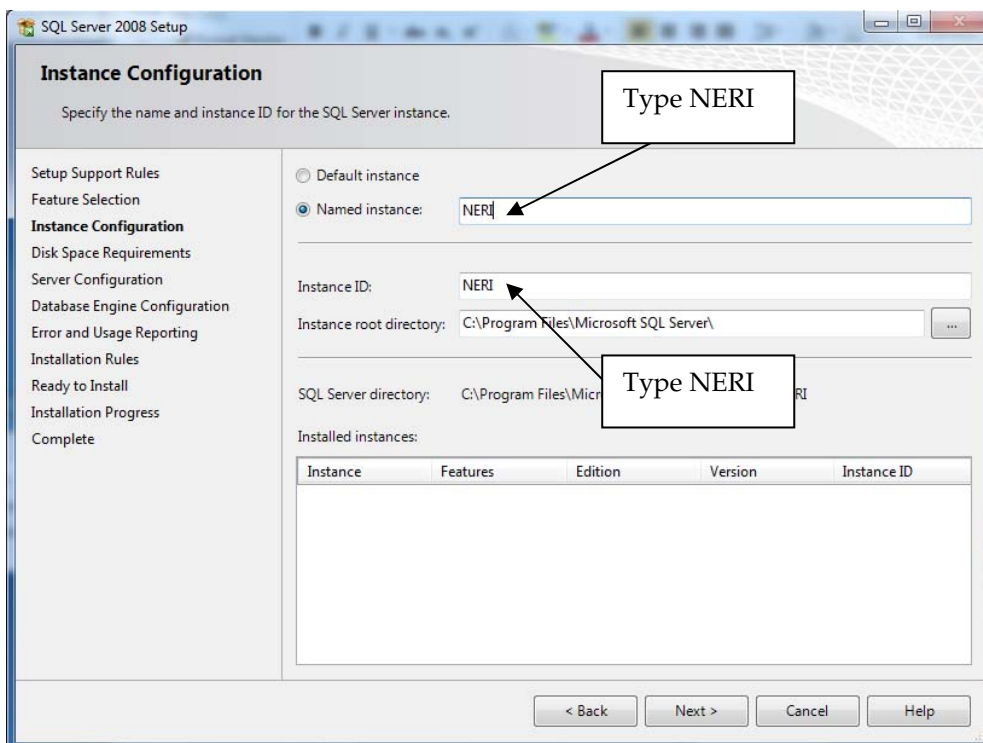 SQL Server 2008 Setup
Instance Configuration
Specify the name and instance ID for the SQL Server instance.
Type NERI
Setup Support Rules
Feature Selection
Instance Configuration
Disk Space Requirements
Server Configuration
Database Engine Configuration
Error and Usage Reporting
Installation Rules
Ready to Install
Installation Progress
Complete
Default instance
Named instance: NERI
Instance ID: NERI
Instance root directory: C:\Program Files\Microsoft SQL Server\
...
Type NERI
SQL Server directory: C:\Program Files\Micr RI
Installed instances:
Instance Features Edition Version Instance ID
< Back Next > Cancel Help